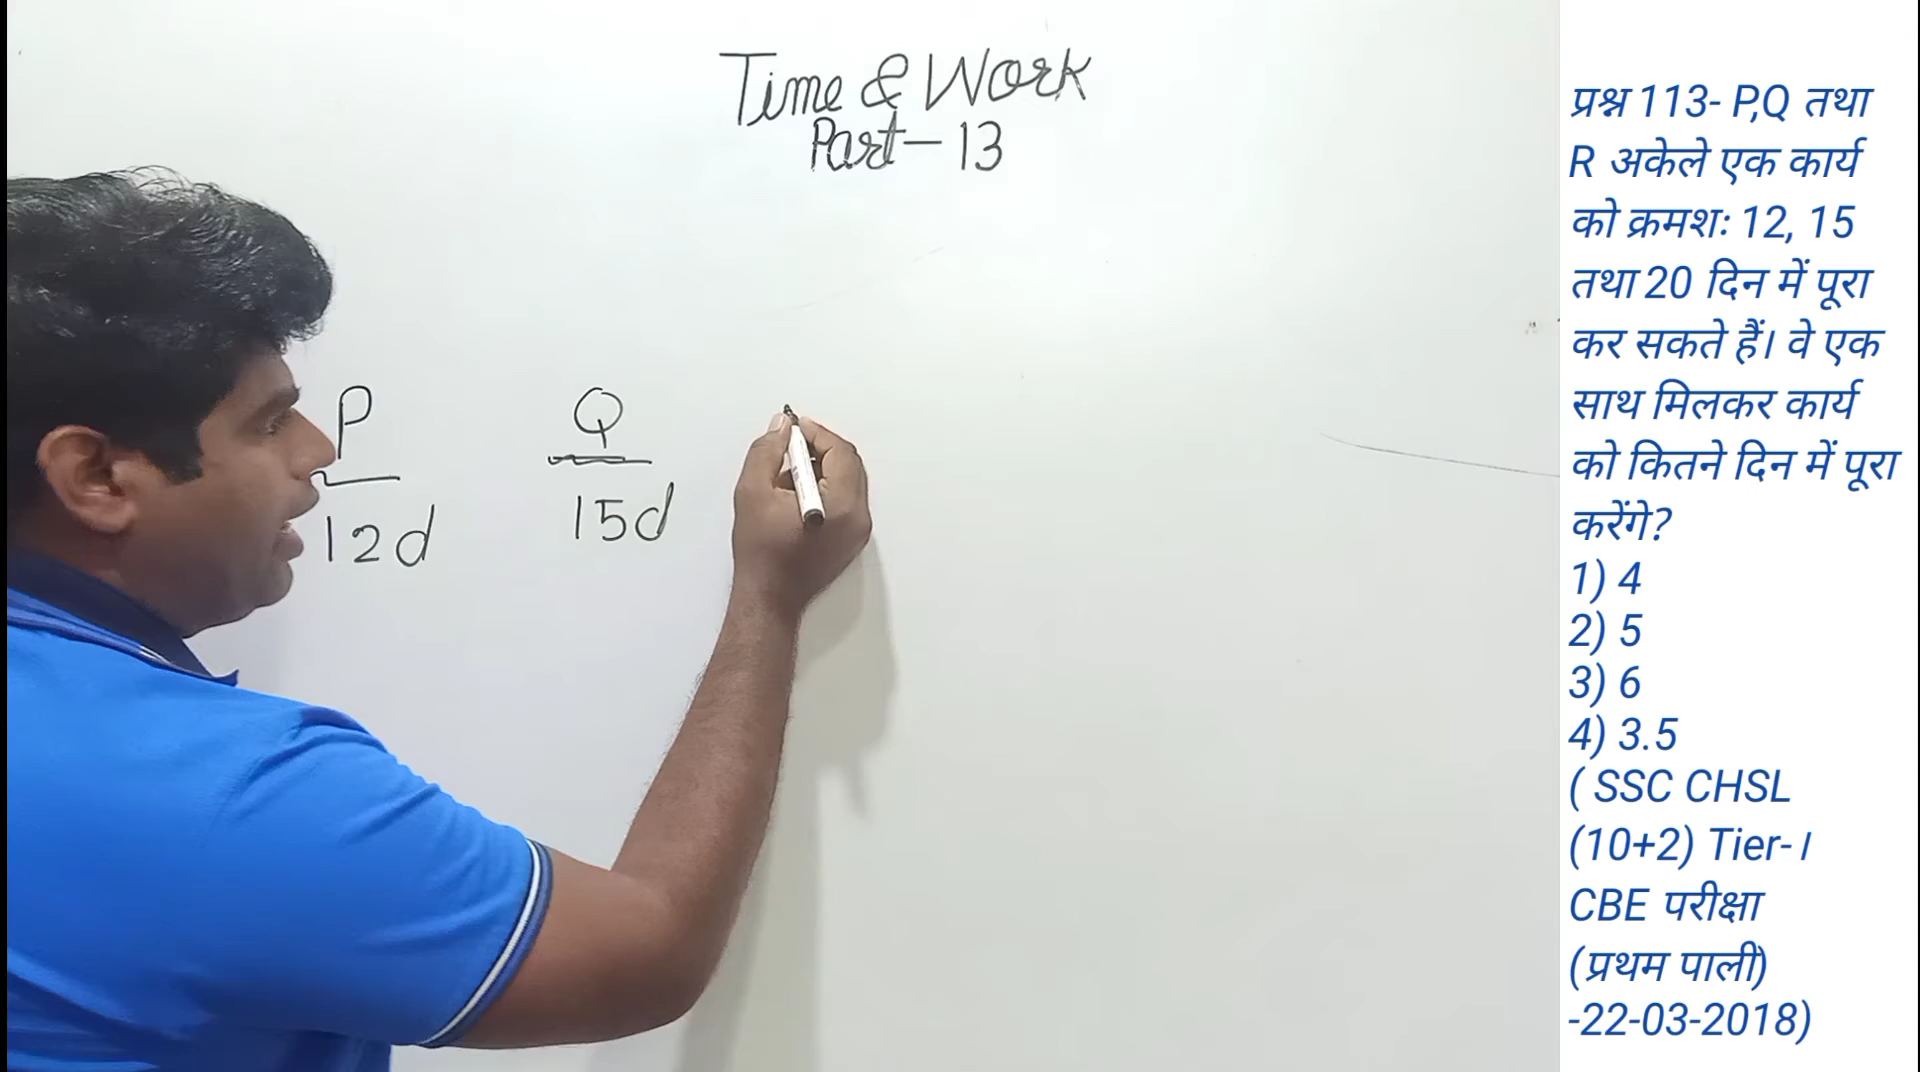 Time & Work
Part-13
P
Q
12d
15d
प्रश्न 113- P,Q तथा
R अकेले एक कार्य
को क्रमशः 12, 15
तथा 20 दिन में पूरा
कर सकते हैं। वे एक
साथ मिलकर कार्य
को कितने दिन में पूरा
करेंगे?
1) 4
2) 5
3) 6
4) 3.5
( SSC CHSL
(10+2) Tier-I
CBE परीक्षा
(प्रथम पाली)
-22-03-2018)